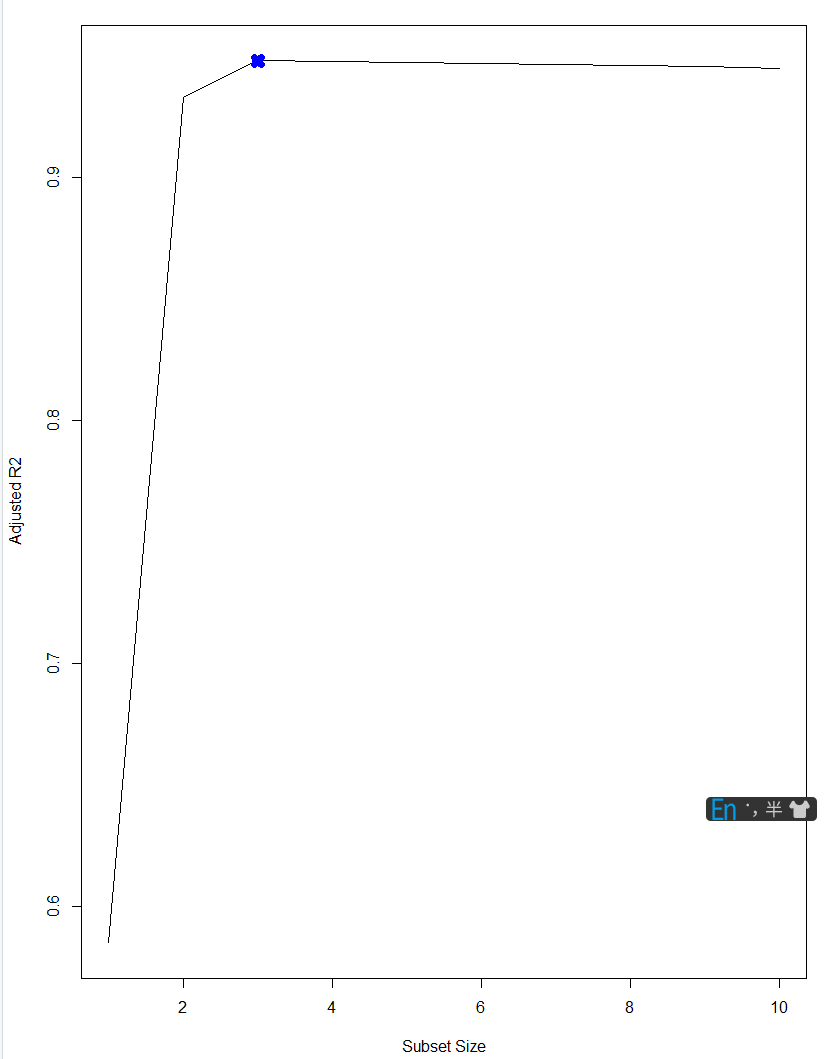 0.9
0.8
0.7
0.6
Adjusted R2
2 4 6 8 10
Subset Size
En ·, 半